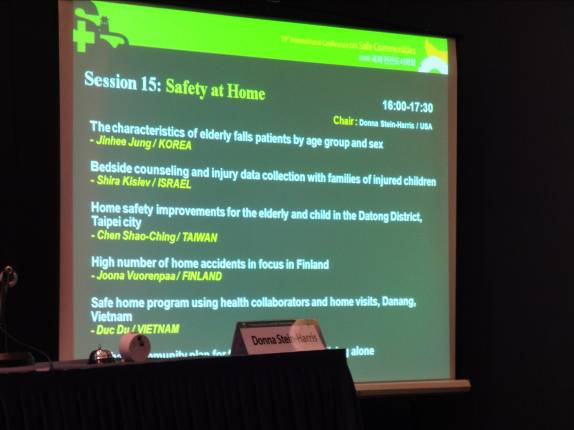 19th International Conference on Safe Communities
Session 15: Safety at Home
16:00-17:30
Chair : Donna Stein-Harris / USA
The characteristics of elderly falls patients by age group and sex
- Jinhee Jung / KOREA
Bedside counseling and injury data collection with families of injured children
- Shira Kislev / ISRAEL
Home safety improvements for the elderly and child in the Datong District,
Taipei city
- Chen Shao-Ching / TAIWAN
High number of home accidents in focus in Finland
- Joona Vuorenpaa / FINLAND
Safe home program using health collaborators and home visits, Danang,
Vietnam
- Duc Du / VIETNAM
community plan for
alone
Donna Stein-Harris